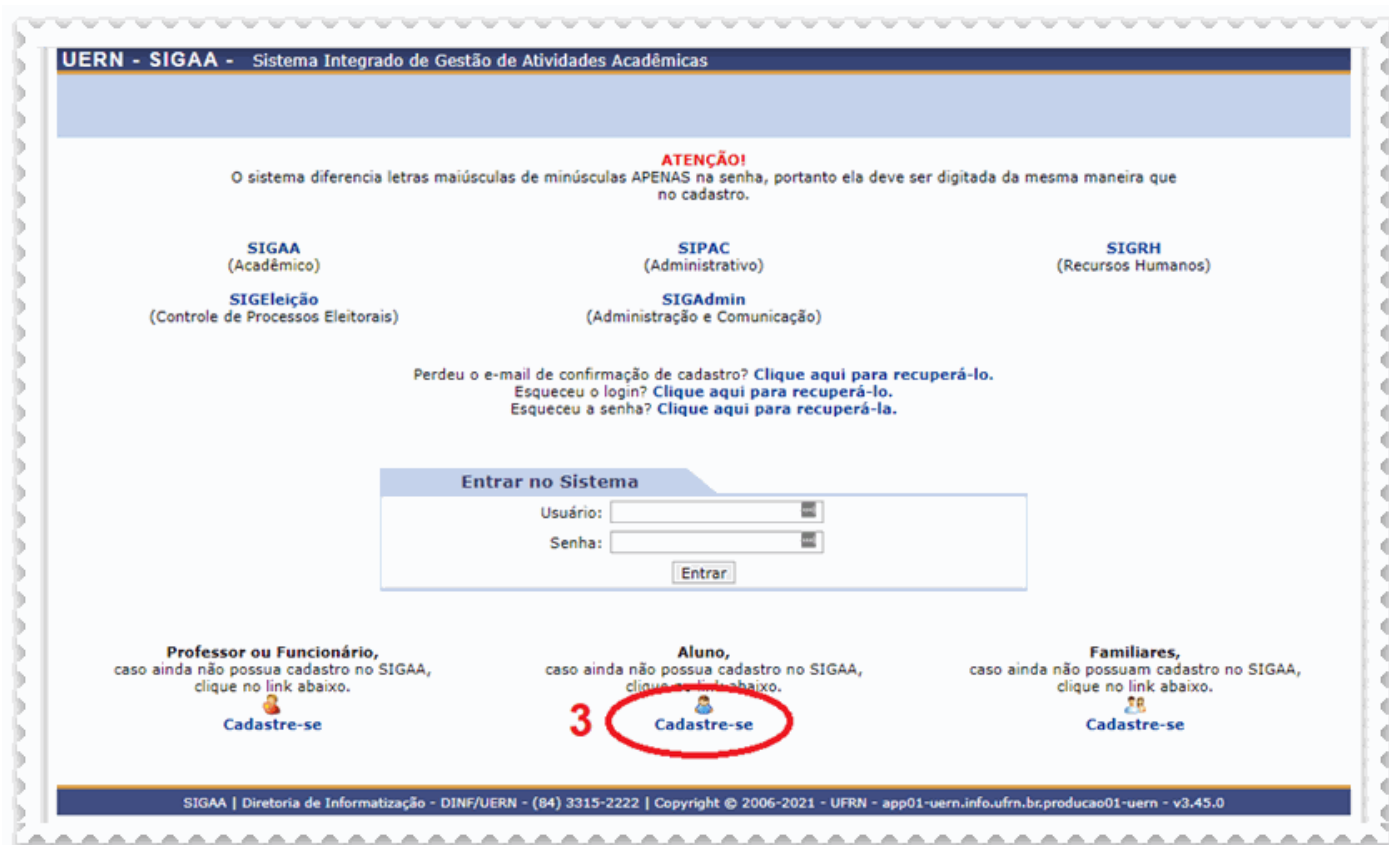 UERN - SIGAA - Sistema Integrado de Gestão de Atividades Acadêmicas
ATENÇÃO!
O sistema diferencia letras maiúsculas de minúsculas APENAS na senha, portanto ela deve ser digitada da mesma maneira que
no cadastro.
SIGAA
(Acadêmico)
SIPAC
(Administrativo)
SIGRH
(Recursos Humanos)
SIGEleição
(Controle de Processos Eleitorais)
SIGAdmin
(Administração e Comunicação)
Perdeu o e-mail de confirmação de cadastro? Clique aqui para recuperá-lo.
Esqueceu o login? Clique aqui para recuperá-lo.
Esqueceu a senha? Clique aqui para recuperá-la.
Entrar no Sistema
Usuário:
Senha:
Entrar
Professor ou Funcionário,
caso ainda não possua cadastro no SIGAA,
clique no link abaixo.
Cadastre-se
Aluno,
caso ainda não possua cadastro no SIGAA,
clique no link abaixo.
3 Cadastre-se
Familiares,
caso ainda não possuam cadastro no SIGAA,
clique no link abaixo.
Cadastre-se
SIGAA | Diretoria de Informatização - DINF/UERN - (84) 3315-2222 | Copyright © 2006-2021 - UFRN - app01-uern.info.ufrn.br.producao01-uern - v3.45.0